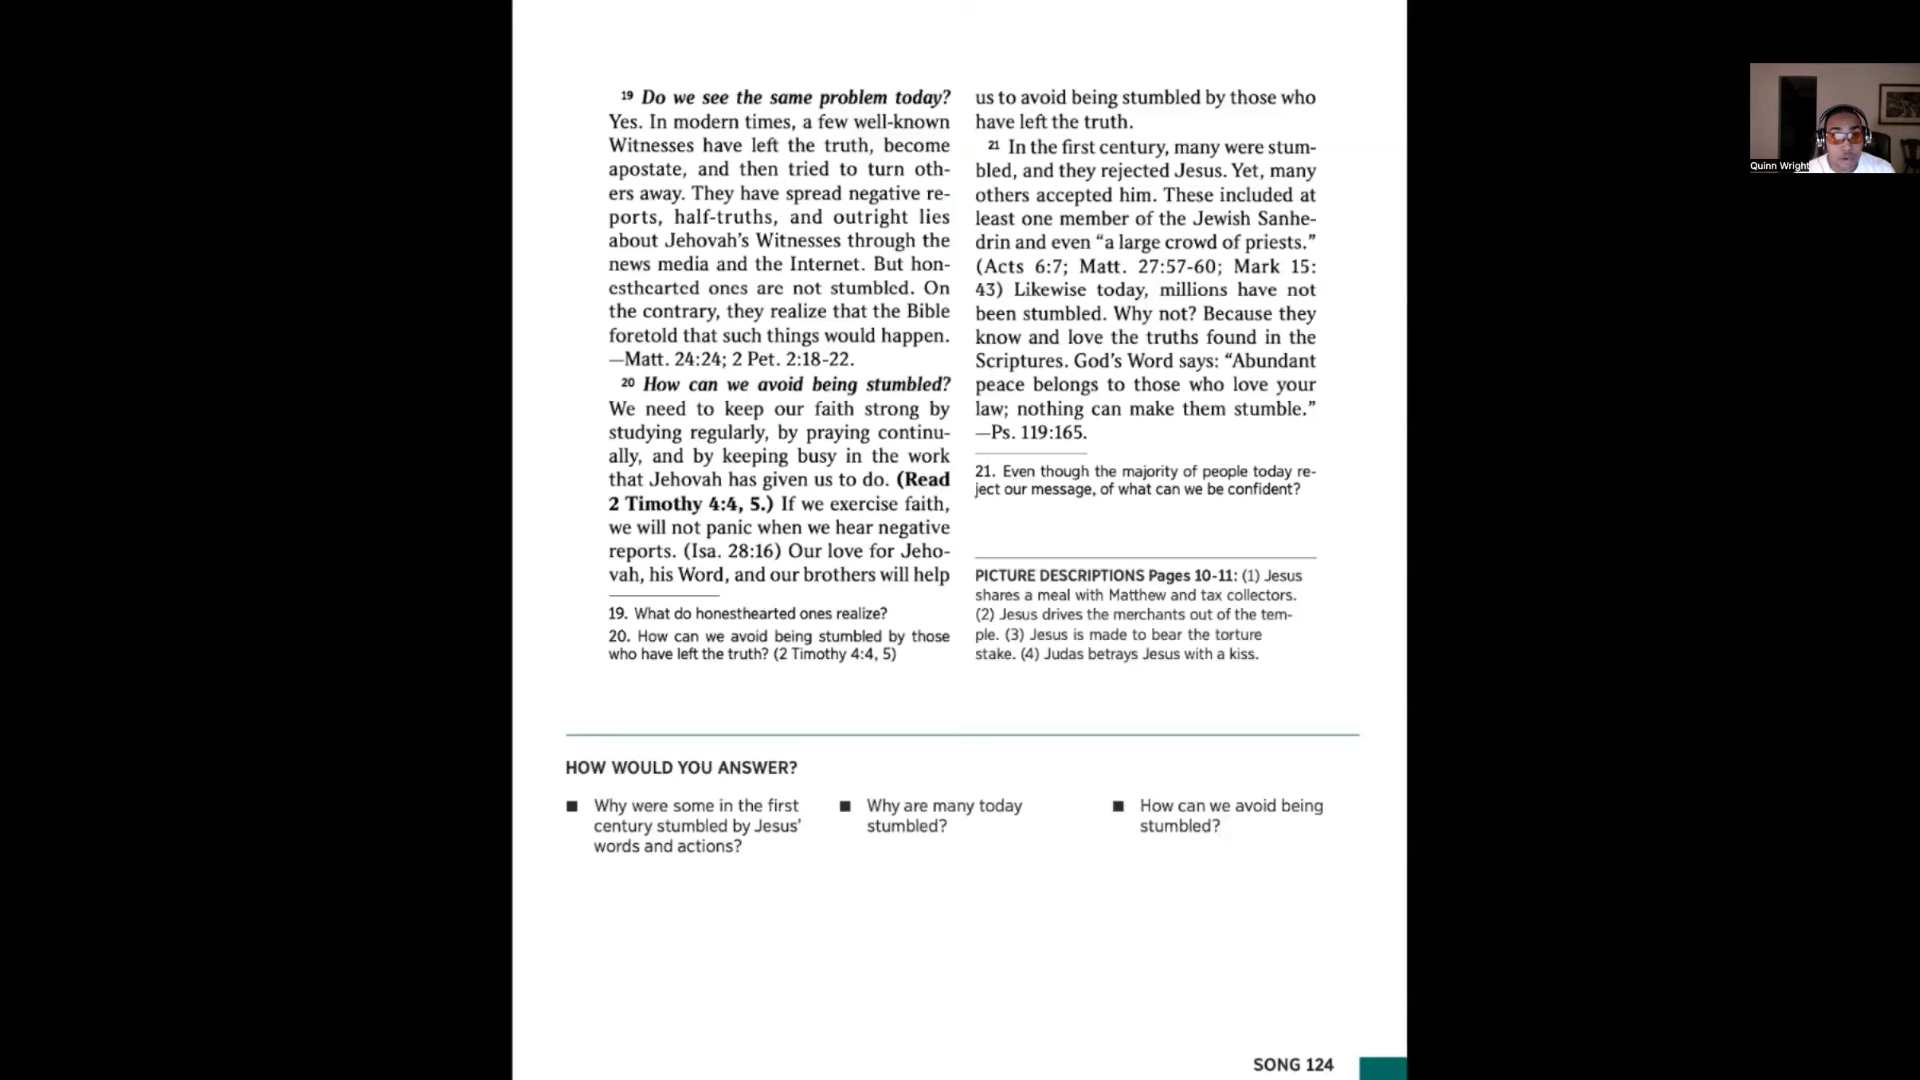 19 Do we see the same problem today?
Yes. In modern times, a few well-known
Witnesses have left the truth, become
apostate, and then tried to turn oth-
ers away. They have spread negative re-
ports, half-truths, and outright lies
about Jehovah's Witnesses through the
news media and the Internet. But hon-
esthearted ones are not stumbled. On
the contrary, they realize that the Bible
foretold that such things would happen.
—Matt. 24:24; 2 Pet. 2:18-22.
20 How can we avoid being stumbled?
We need to keep our faith strong by
studying regularly, by praying continu-
ally, and by keeping busy in the work
that Jehovah has given us to do. (Read
2 Timothy 4:4, 5.) If we exercise faith,
we will not panic when we hear negative
reports. (Isa. 28:16) Our love for Jeho-
vah, his Word, and our brothers will help
19. What do honesthearted ones realize?
20. How can we avoid being stumbled by those
who have left the truth? (2 Timothy 4:4, 5)
us to avoid being stumbled by those who
have left the truth.
21 In the first century, many were stum-
bled, and they rejected Jesus. Yet, many
others accepted him. These included at
least one member of the Jewish Sanhe-
drin and even “a large crowd of priests.”
(Acts 6:7; Matt. 27:57-60; Mark 15:
43) Likewise today, millions have not
been stumbled. Why not? Because they
know and love the truths found in the
Scriptures. God's Word says: “Abundant
peace belongs to those who love your
law; nothing can make them stumble.”
—Ps. 119:165.
21. Even though the majority of people today re-
ject our message, of what can we be confident?
PICTURE DESCRIPTIONS Pages 10-11: (1) Jesus
shares a meal with Matthew and tax collectors.
(2) Jesus drives the merchants out of the tem-
ple. (3) Jesus is made to bear the torture
stake. (4) Judas betrays Jesus with a kiss.
HOW WOULD YOU ANSWER?
■ Why were some in the first
century stumbled by Jesus'
words and actions?
■ Why are many today
stumbled?
■ How can we avoid being
stumbled?
SONG 124
Quinn Wright